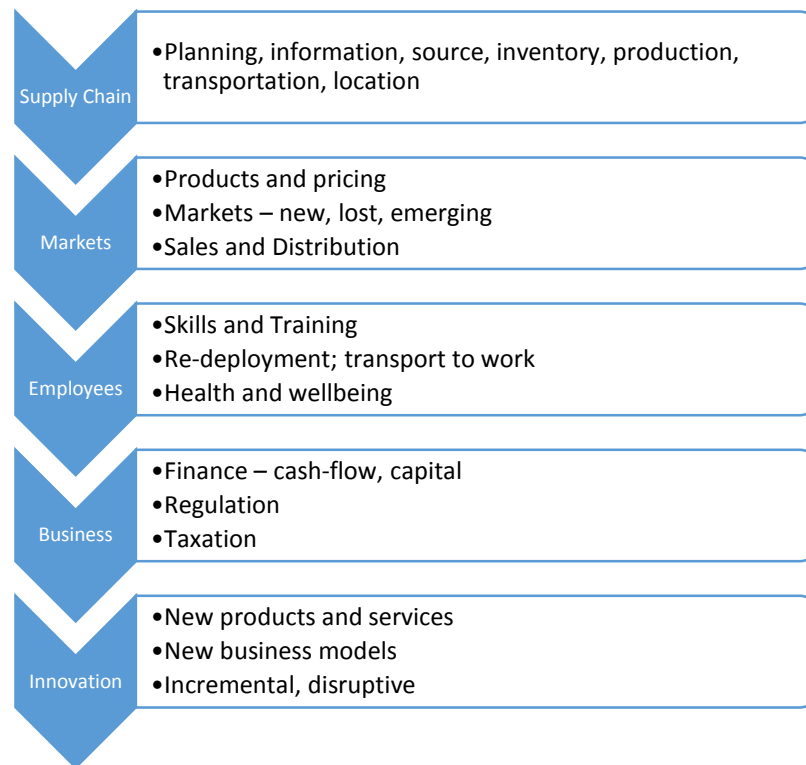 Supply Chain
•Planning, information, source, inventory, production,
transportation, location
Markets
•Products and pricing
•Markets – new, lost, emerging
•Sales and Distribution
Employees
•Skills and Training
•Re-deployment; transport to work
•Health and wellbeing
Business
•Finance – cash-flow, capital
•Regulation
•Taxation
Innovation
•New products and services
•New business models
•Incremental, disruptive